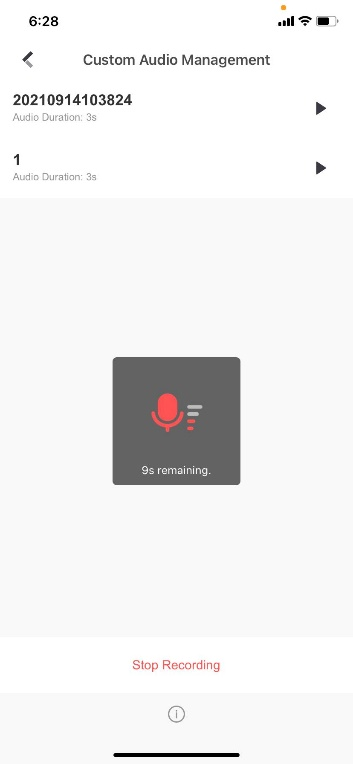 6:28
Custom Audio Management
20210914103824
Audio Duration: 3s
1
Audio Duration: 3s
9s remaining.
Stop Recording